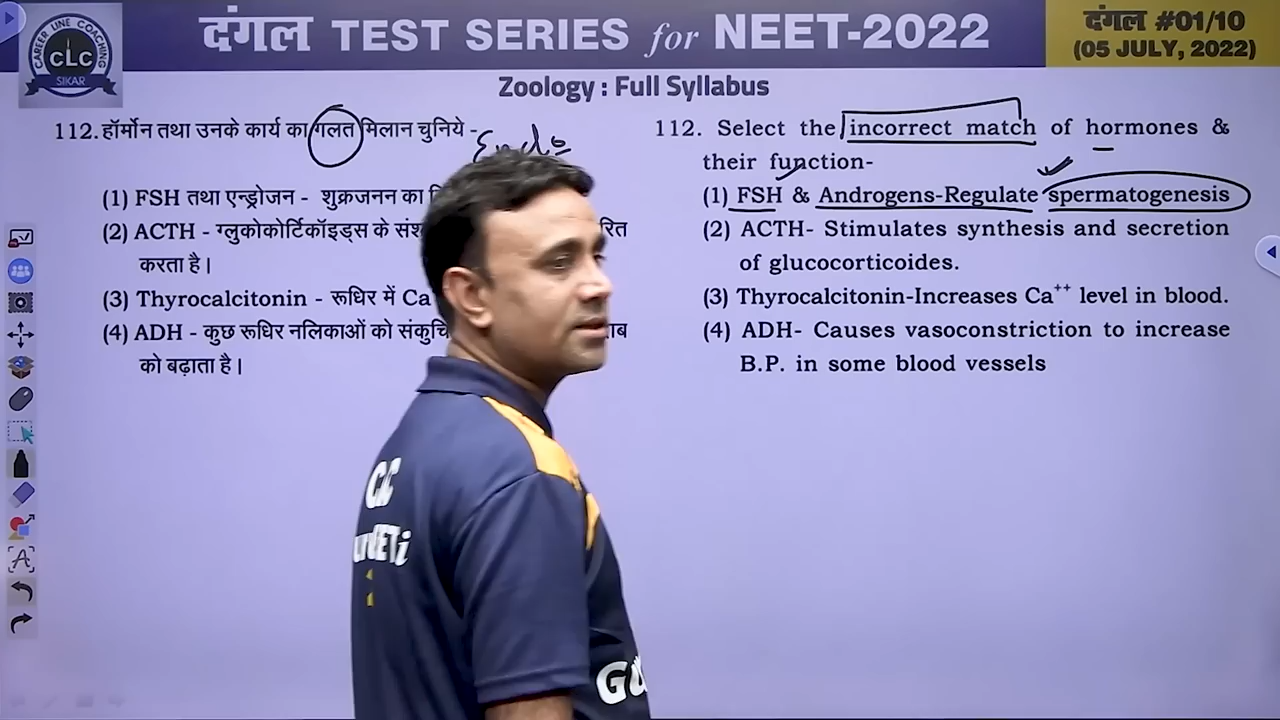 CAREER LINE COACHING
CLC
SIKAR
दंगल TEST SERIES for NEET-2022
दंगल #01/10
(05 JULY, 2022)
Zoology : Full Syllabus
112. हॉर्मोन तथा उनके कार्य का गलत मिलान चुनिये -
Endo
(1) FSH तथा एन्ड्रोजन - शुक्रजनन का
(2) ACTH - ग्लुकोकोर्टिकॉइड्स के
करता है।
(3) Thyrocalcitonin - रूधिर में Ca
(4) ADH - कुछ रूधिर नलिकाओं को
को बढ़ाता है।
112. Select the incorrect match of hormones &
their function-
(1) FSH & Androgens-Regulate spermatogenesis
(2) ACTH- Stimulates synthesis and secretion
of glucocorticoides.
(3) Thyrocalcitonin-Increases Ca++ level in blood.
(4) ADH- Causes vasoconstriction to increase
B.P. in some blood vessels
CLC